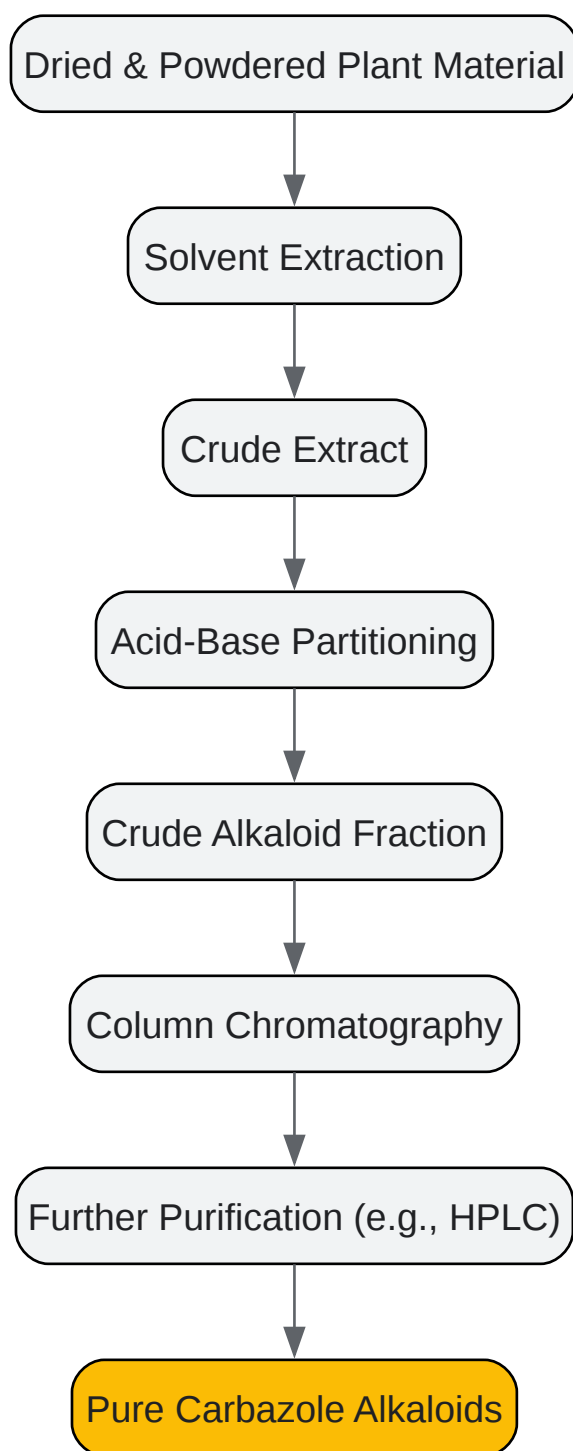 Dried & Powdered Plant Material
Solvent Extraction
Crude Extract
Acid-Base Partitioning
Crude Alkaloid Fraction
Column Chromatography
Further Purification (e.g., HPLC)
Pure Carbazole Alkaloids